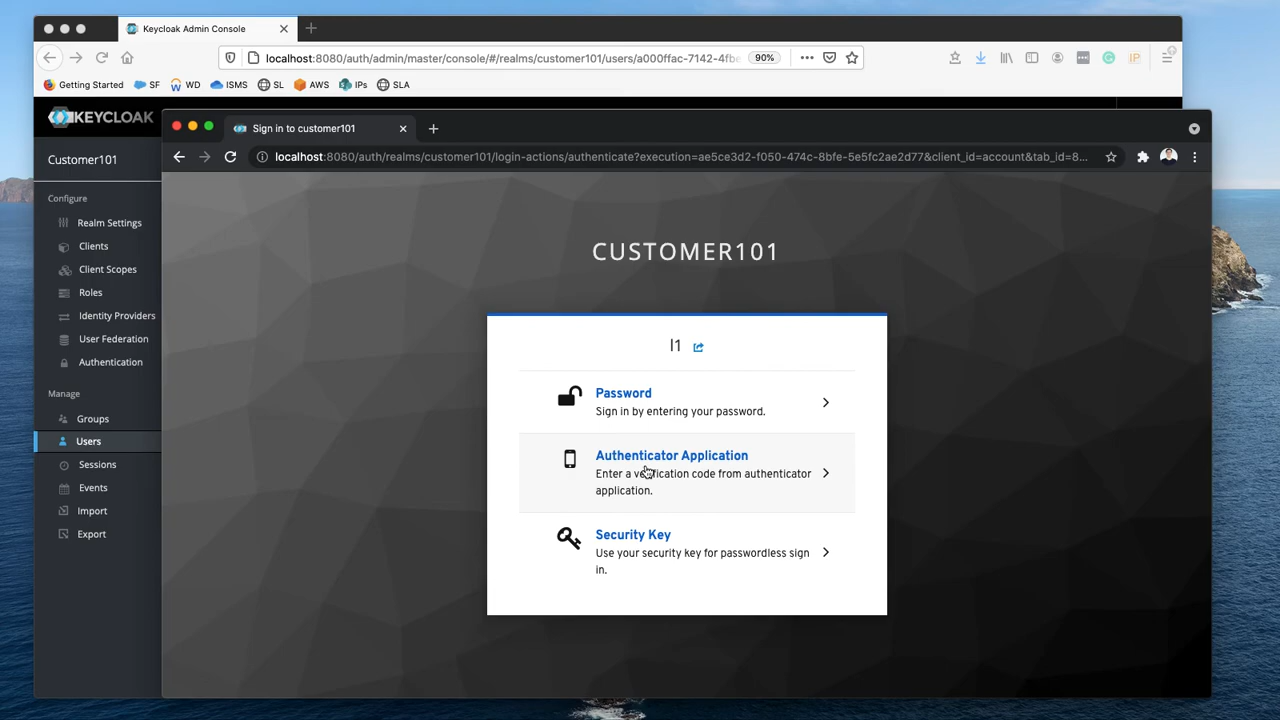 Keycloak Admin Console
localhost:8080/auth/admin/master/console/#/realms/customer101/users/a000ffac-7142-4fbe
90%
Getting Started
SF
WD
ISMS
SL
AWS
IPs
SLA
KEYCLOAK
Customer101
Configure
Realm Settings
Clients
Client Scopes
Roles
Identity Providers
User Federation
Authentication
Manage
Groups
Users
Sessions
Events
Import
Export
Sign in to customer101
localhost:8080/auth/realms/customer101/login-actions/authenticate?execution=ae5ce3d2-f050-474c-8bfe-5e5fc2ae2d77&client_id=account&tab_id=8...
CUSTOMER101
l1
Password
Sign in by entering your password.
Authenticator Application
Enter a verification code from authenticator
application.
Security Key
Use your security key for passwordless sign
in.